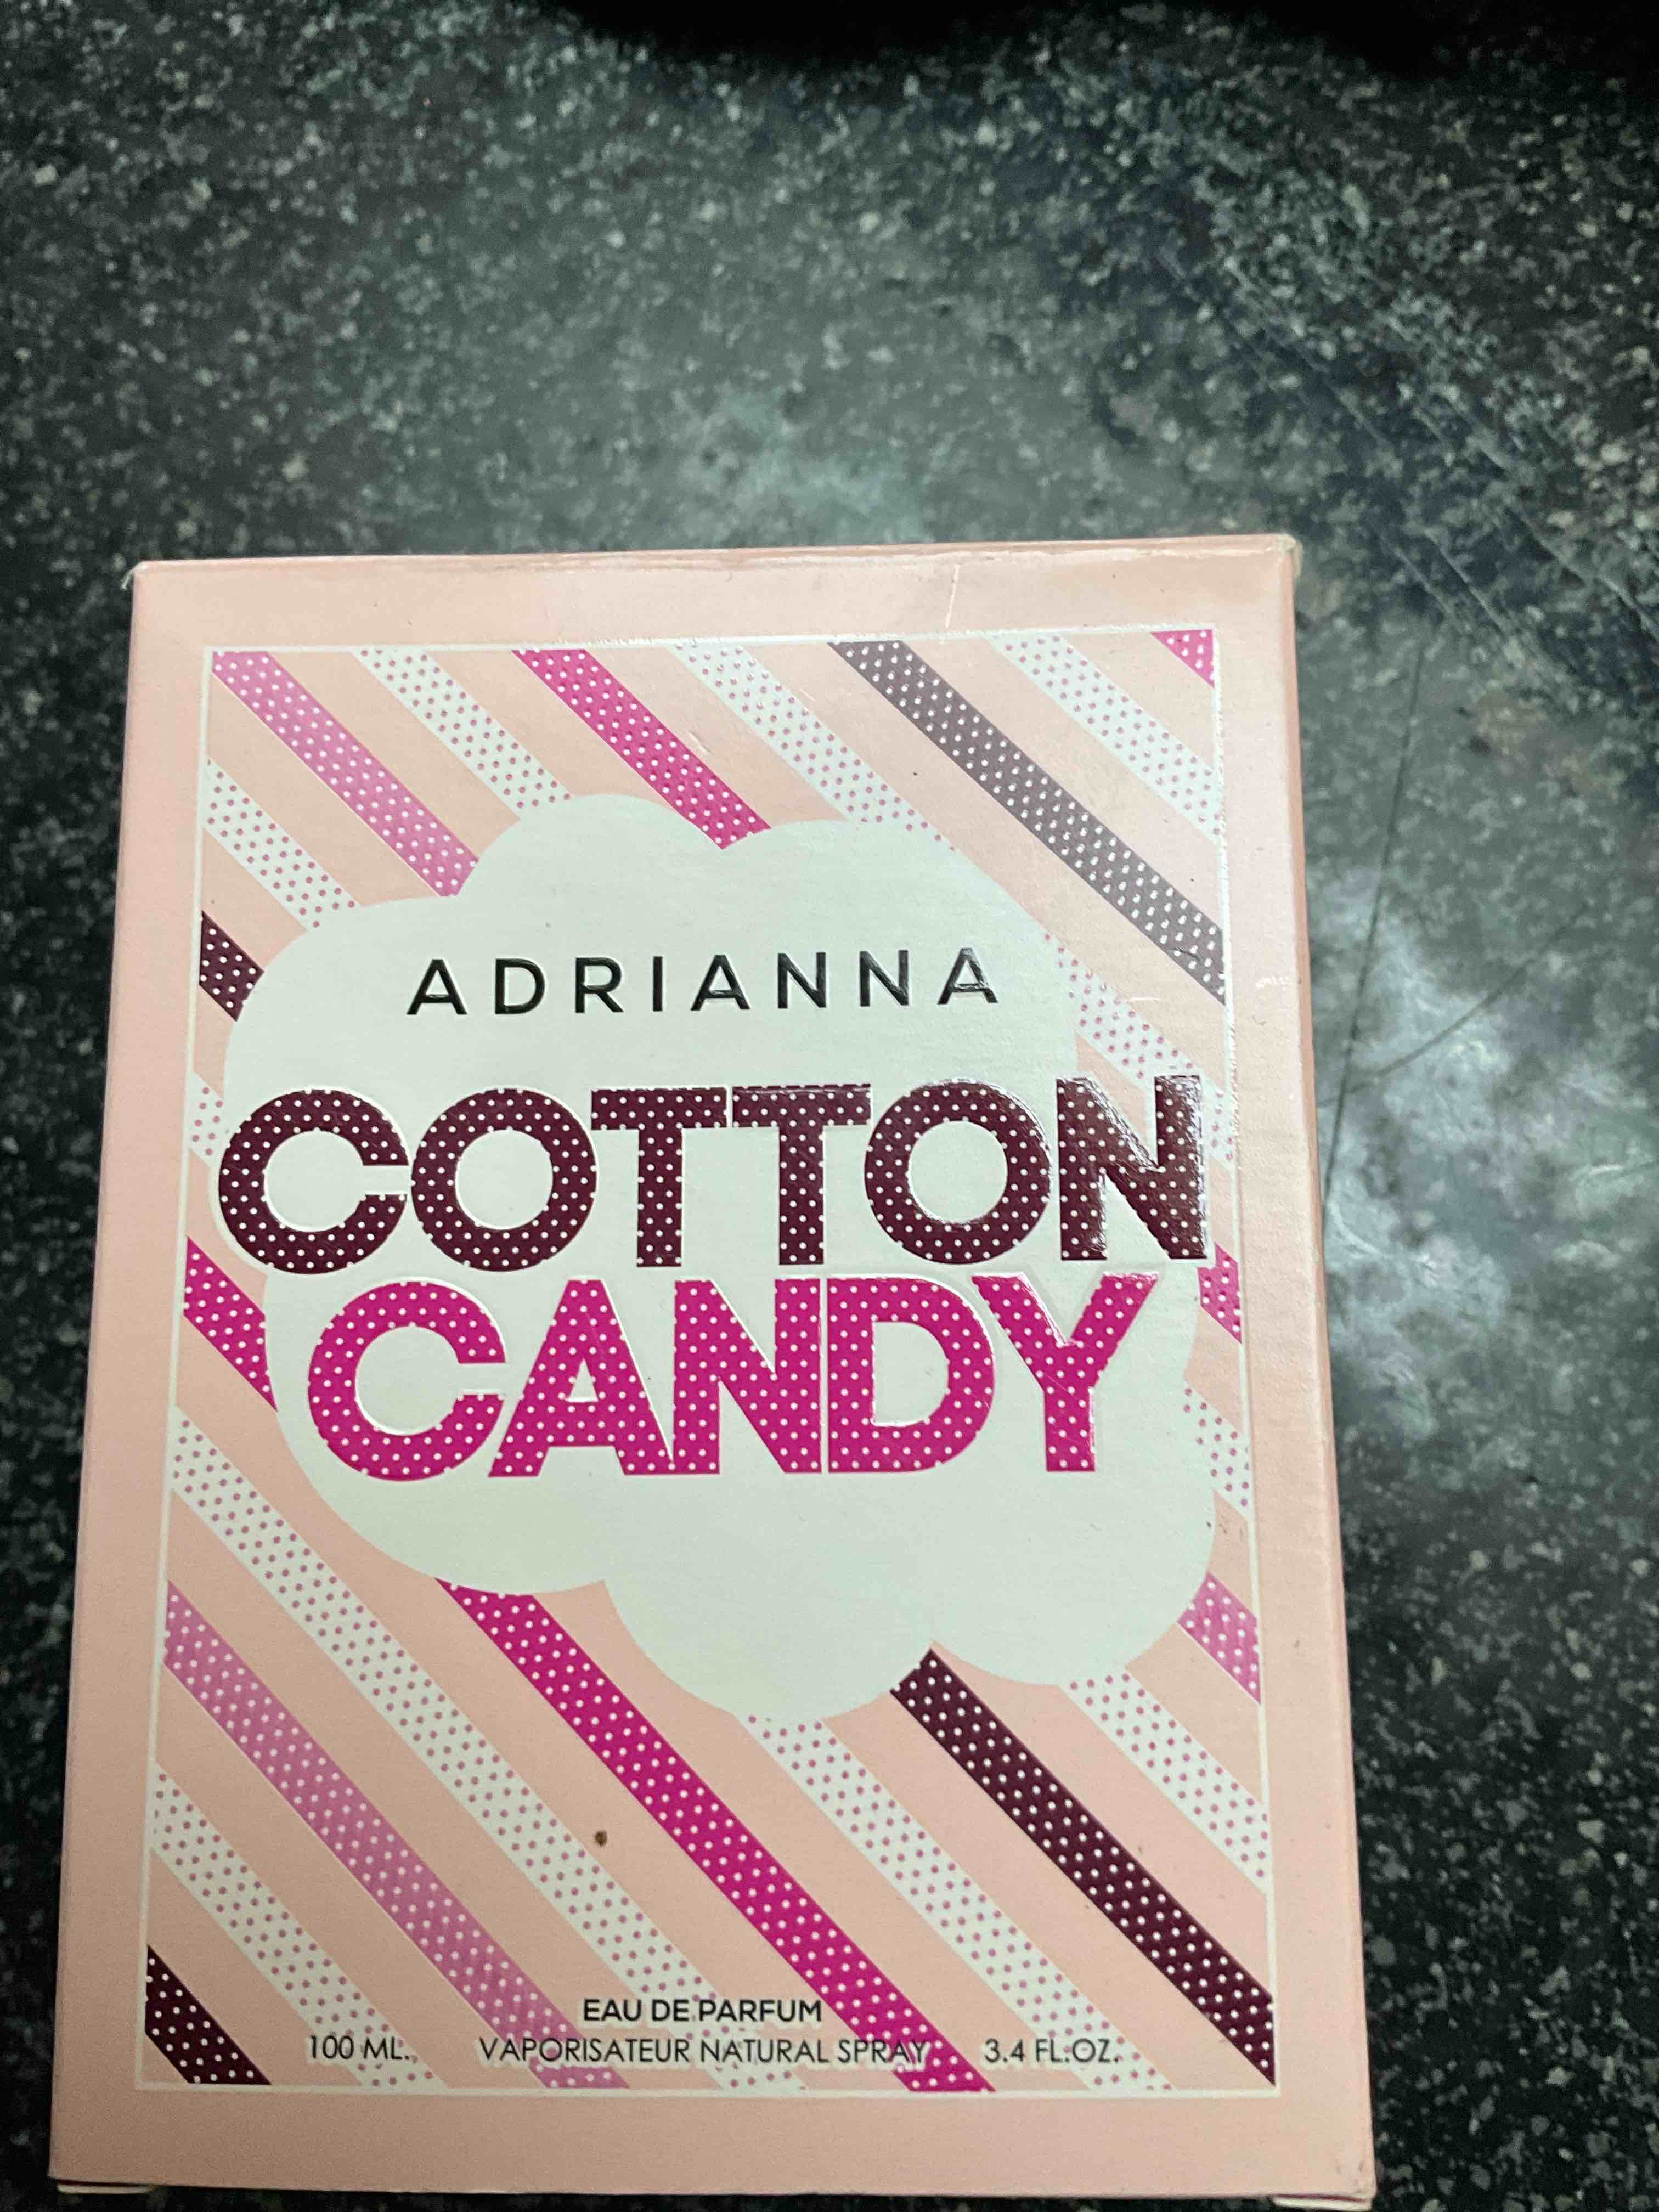 ADRIANNA
COTTON
CANDY
EAU DE PARFUM
100 ML. VAPORISATEUR NATURAL SPRAY 3.4 FL.OZ.